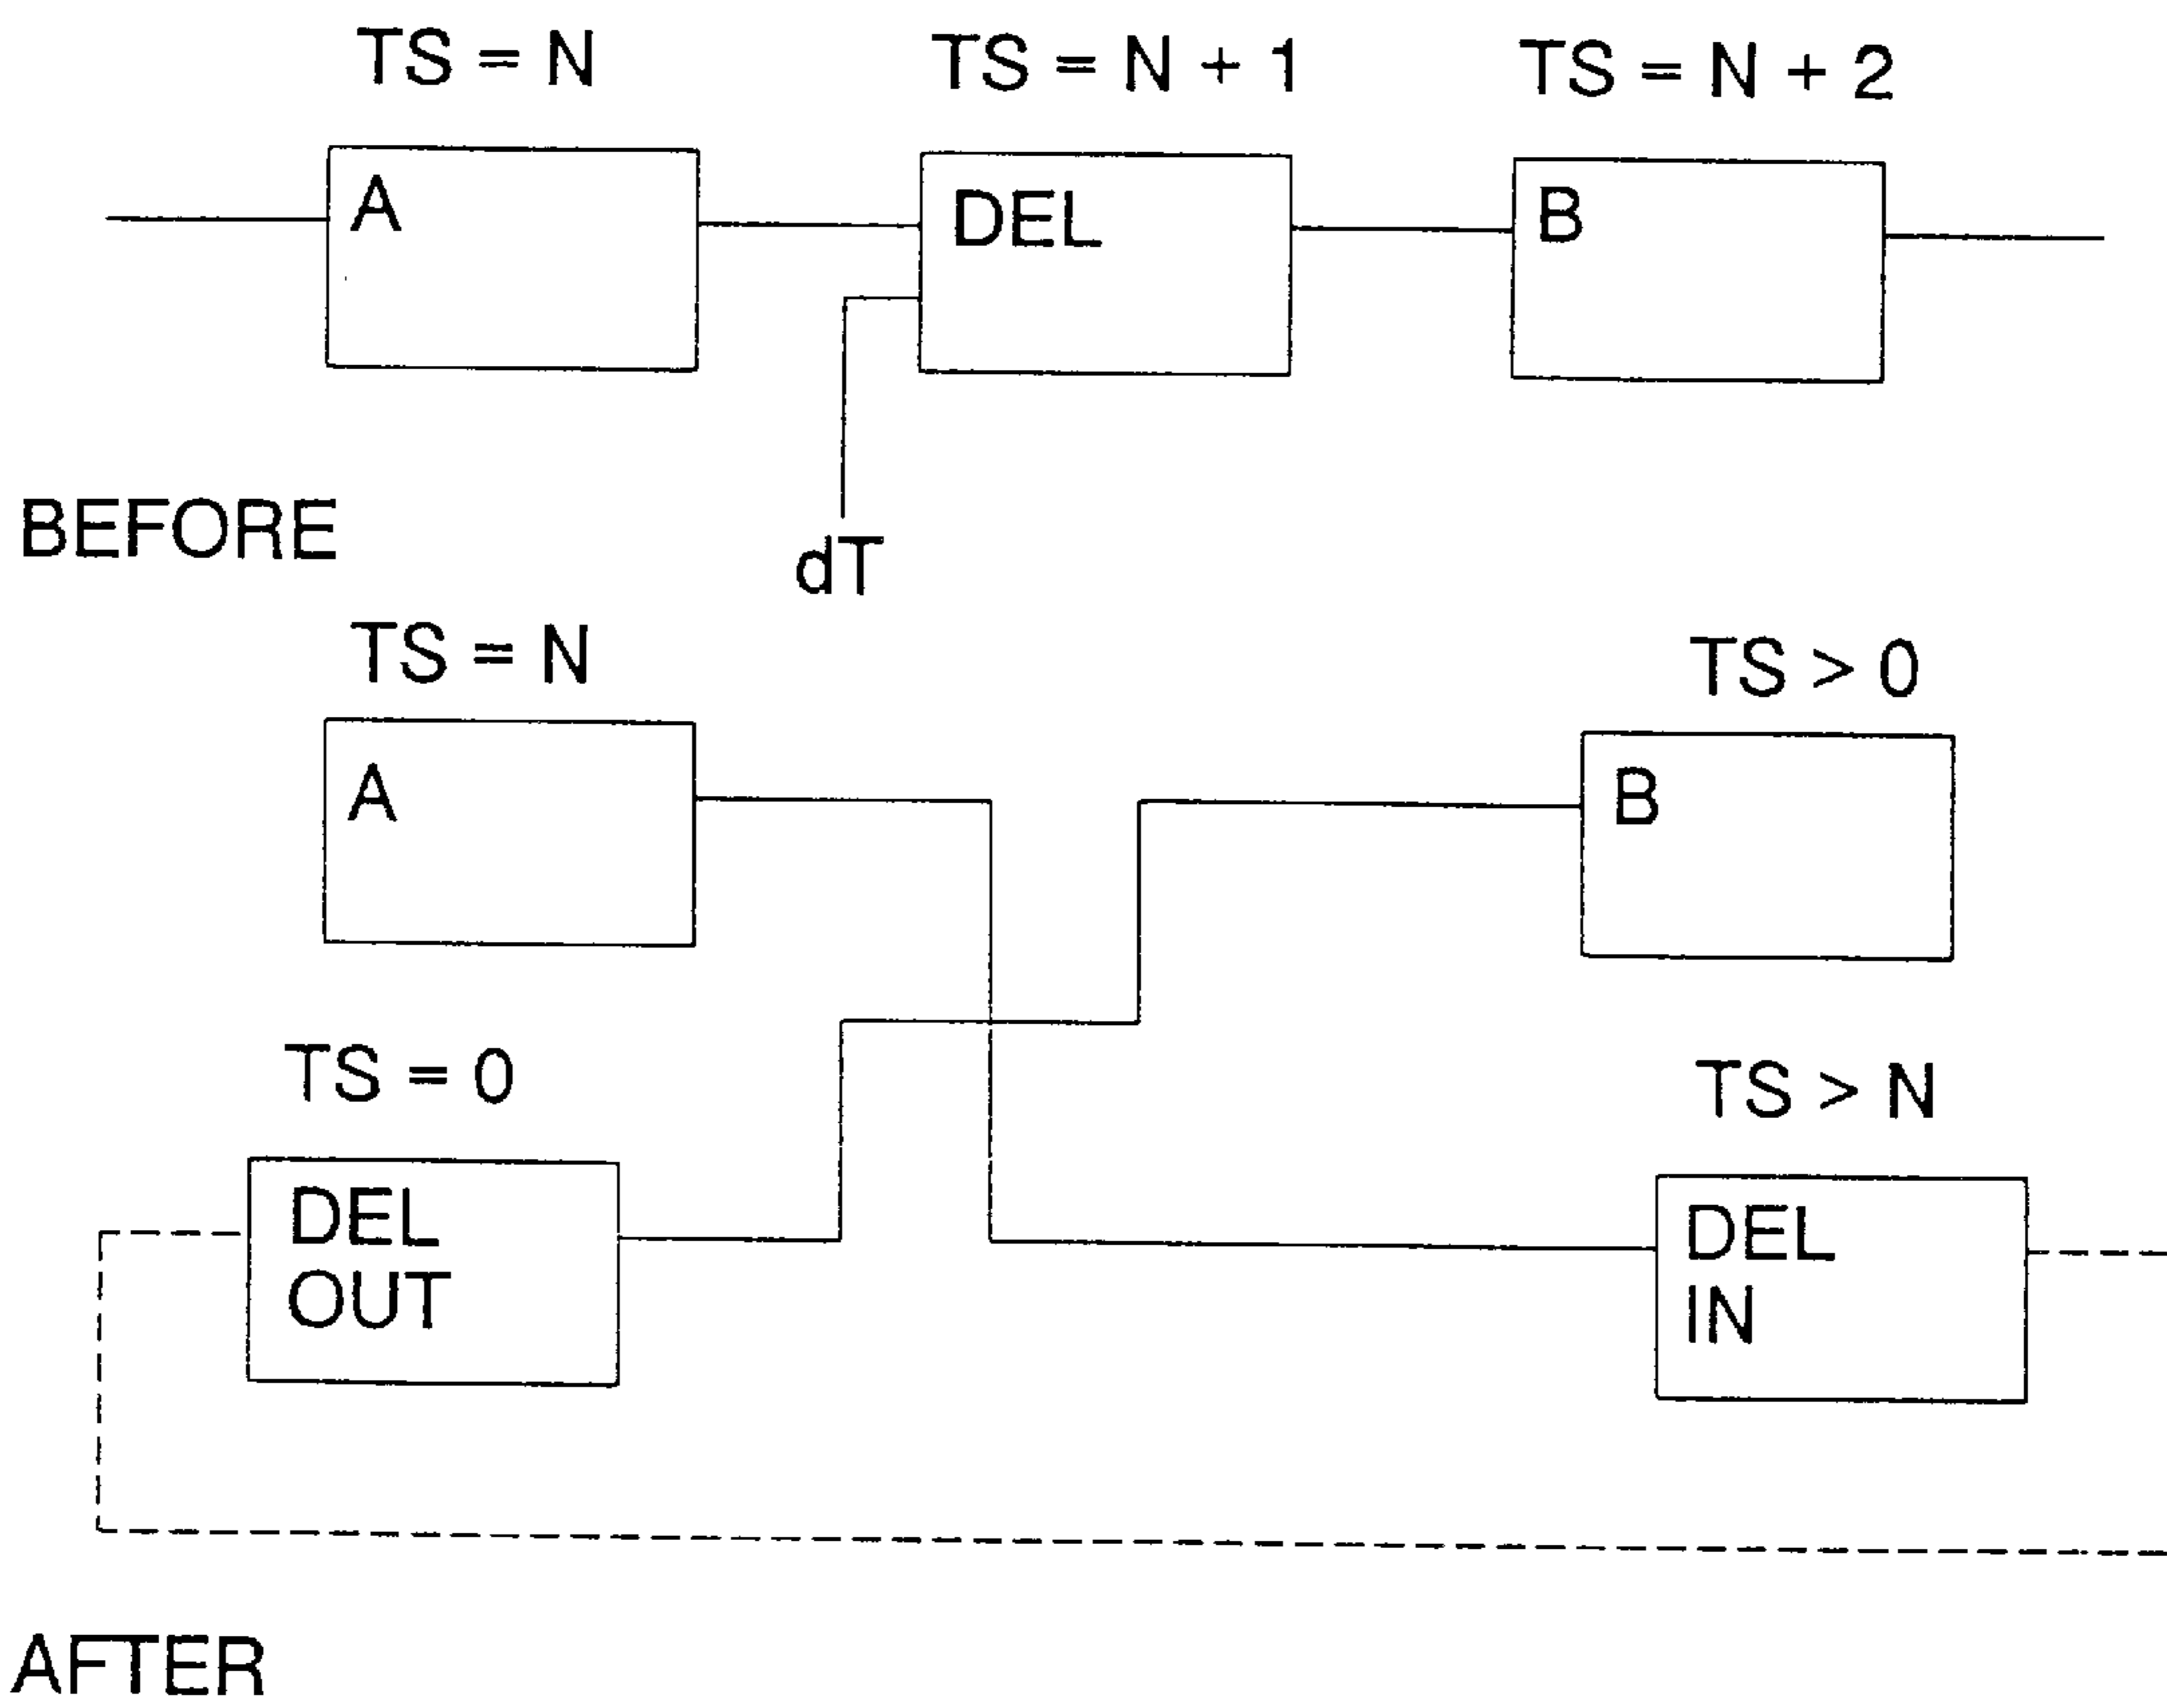 TS = N
TS = N + 1
TS = N + 2
A
DEL
B
BEFORE
dT
TS = N
TS > 0
A
B
TS = 0
TS > N
DEL
OUT
DEL
IN
AFTER